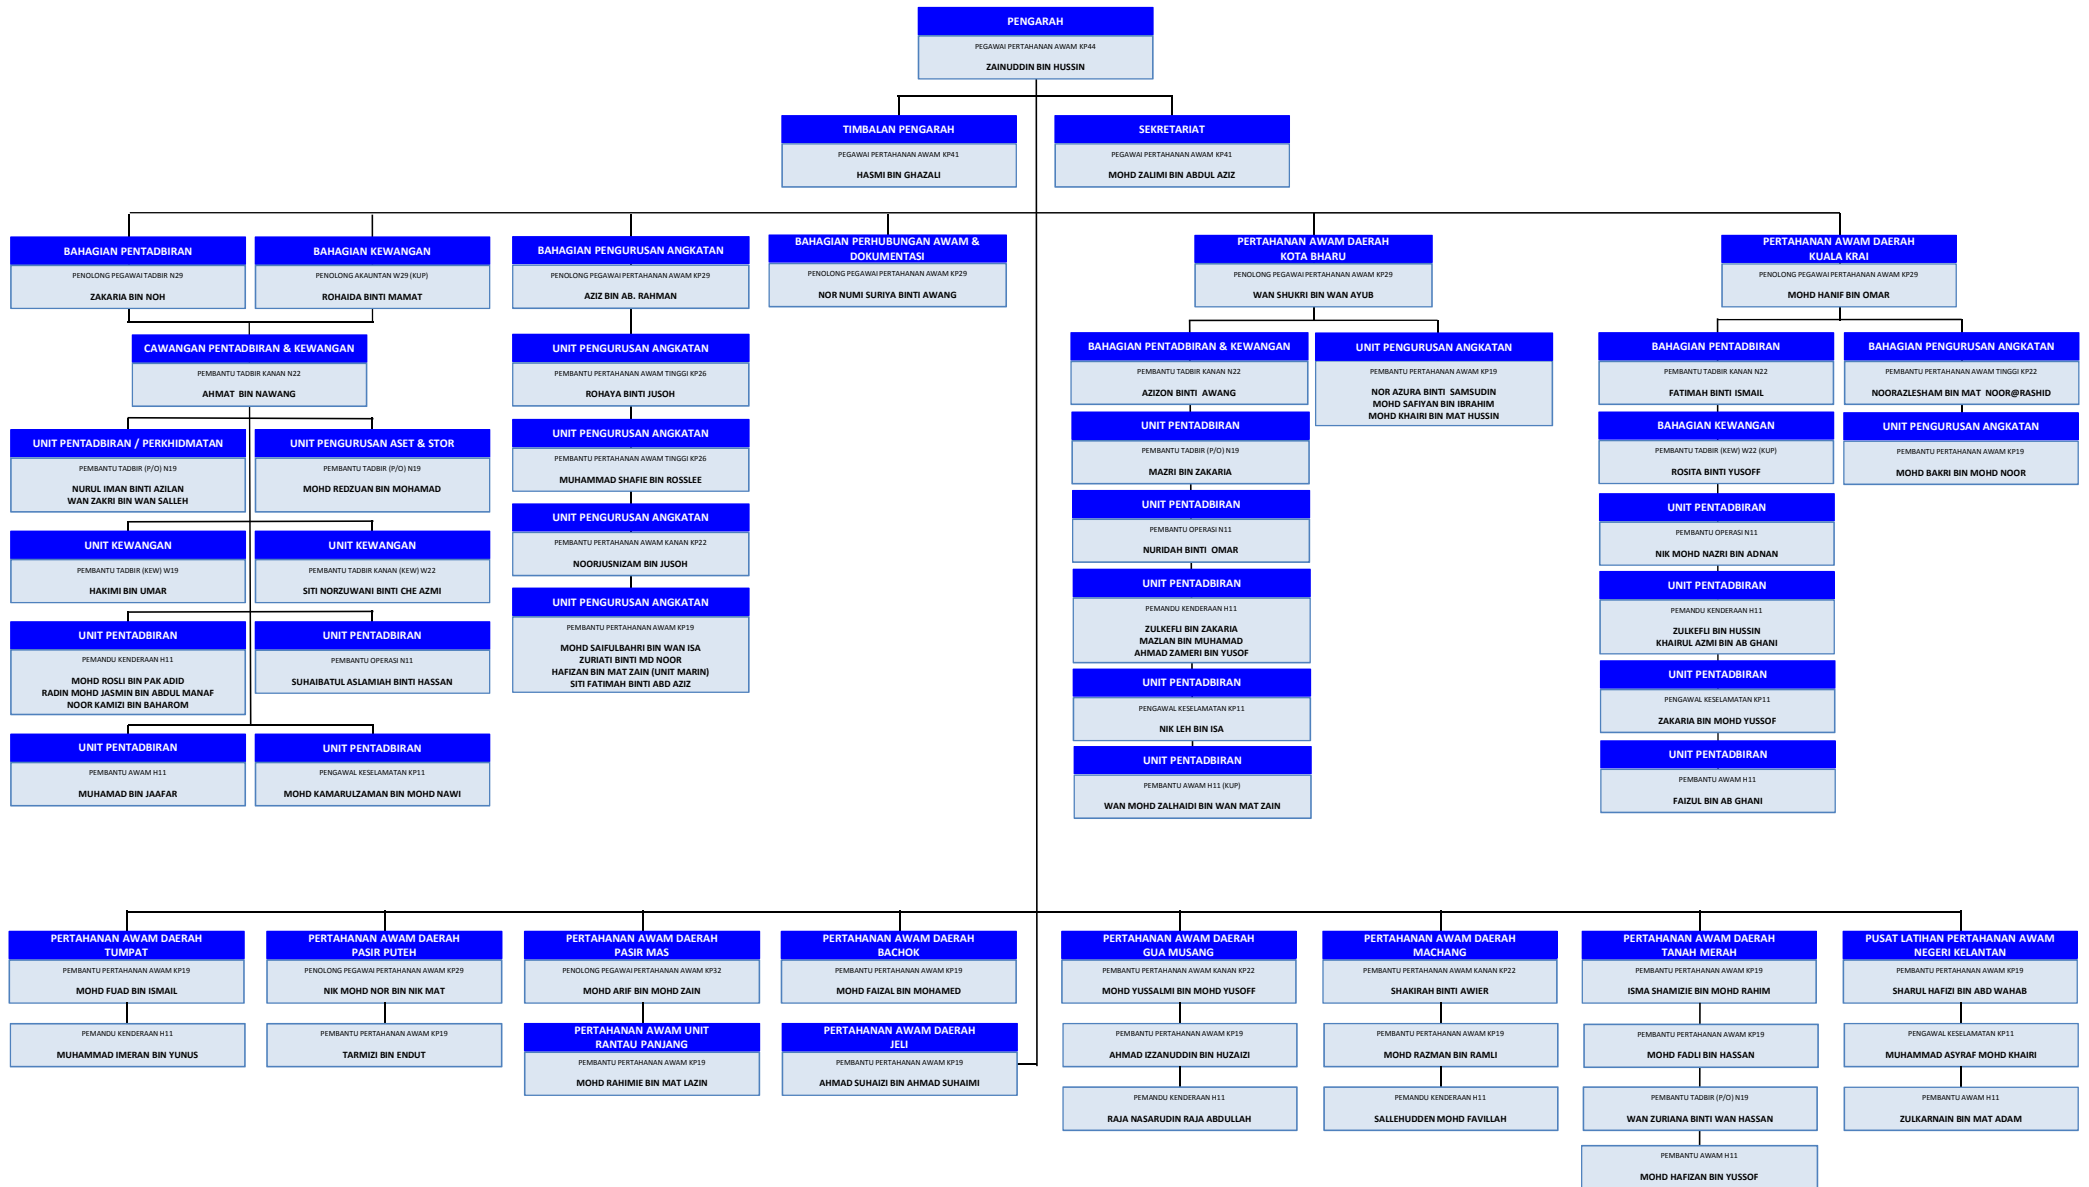 PENGARAH
PEGAWAI PERTAHANAN AWAM KP44
ZAINUDDIN BIN HUSSIN
TIMBALAN PENGARAH
PEGAWAI PERTAHANAN AWAM KP41
HASMI BIN GHAZALI
SEKRETARIAT
PEGAWAI PERTAHANAN AWAM KP41
MOHD ZALIMI BIN ABDUL AZIZ
BAHAGIAN PENTADBIRAN
PENOLONG PEGAWAI TADBIR N29
ZAKARIA BIN NOH
BAHAGIAN KEWANGAN
PENOLONG AKAUNTAN W29 (KUP)
ROHAIDA BINTI MAMAT
CAWANGAN PENTADBIRAN & KEWANGAN
PEMBANTU TADBIR KANAN N22
AHMAT BIN NAWANG
UNIT PENTADBIRAN / PERKHIDMATAN
PEMBANTU TADBIR (P/O) N19
NURUL IMAN BINTI AZILAN
WAN ZAKRI BIN WAN SALLEH
UNIT PENGURUSAN ASET & STOR
PEMBANTU TADBIR (P/O) N19
MOHD REDZUAN BIN MOHAMAD
UNIT KEWANGAN
PEMBANTU TADBIR (KEW) W19
HAKIMI BIN UMAR
UNIT KEWANGAN
PEMBANTU TADBIR KANAN (KEW) W22
SITI NORZUWANI BINTI CHE AZMI
UNIT PENTADBIRAN
PEMANDU KENDERAAN H11
MOHD ROSLI BIN PAK ADID
RADIN MOHD JASMIN BIN ABDUL MANAF
NOOR KAMIZI BIN BAHAROM
UNIT PENTADBIRAN
PEMBANTU OPERASI N11
SUHAIBATUL ASLAMIAH BINTI HASSAN
UNIT PENTADBIRAN
PEMBANTU AWAM H11
MUHAMAD BIN JAAFAR
UNIT PENTADBIRAN
PENGAWAL KESELAMATAN KP11
MOHD KAMARULZAMAN BIN MOHD NAWI
BAHAGIAN PENGURUSAN ANGKATAN
PENOLONG PEGAWAI PERTAHANAN AWAM KP29
AZIZ BIN AB. RAHMAN
UNIT PENGURUSAN ANGKATAN
PEMBANTU PERTAHANAN AWAM TINGGI KP26
ROHAYA BINTI JUSOH
UNIT PENGURUSAN ANGKATAN
PEMBANTU PERTAHANAN AWAM TINGGI KP26
MUHAMMAD SHAFIE BIN ROSSLEE
UNIT PENGURUSAN ANGKATAN
PEMBANTU PERTAHANAN AWAM KANAN KP22
NOORJUSNIZAM BIN JUSOH
UNIT PENGURUSAN ANGKATAN
PEMBANTU PERTAHANAN AWAM KP19
MOHD SAIFULBAHRI BIN WAN ISA
ZURIATI BINTI MD NOOR
HAFIZAN BIN MAT ZAIN (UNIT MARIN)
SITI FATIMAH BINTI ABD AZIZ
BAHAGIAN PERHUBUNGAN AWAM &
DOKUMENTASI
PENOLONG PEGAWAI PERTAHANAN AWAM KP29
NOR NUMI SURIYA BINTI AWANG
PERTAHANAN AWAM DAERAH
KOTA BHARU
PENOLONG PEGAWAI PERTAHANAN AWAM KP29
WAN SHUKRI BIN WAN AYUB
BAHAGIAN PENTADBIRAN & KEWANGAN
PEMBANTU TADBIR KANAN N22
AZIZON BINTI AWANG
UNIT PENTADBIRAN
PEMBANTU TADBIR (P/O) N19
MAZRI BIN ZAKARIA
UNIT PENTADBIRAN
PEMBANTU OPERASI N11
NURIDAH BINTI OMAR
UNIT PENTADBIRAN
PEMANDU KENDERAAN H11
ZULKEFLI BIN ZAKARIA
MAZLAN BIN MUHAMAD
AHMAD ZAMERI BIN YUSOF
UNIT PENTADBIRAN
PENGAWAL KESELAMATAN KP11
NIK LEH BIN ISA
UNIT PENTADBIRAN
PEMBANTU AWAM H11 (KUP)
WAN MOHD ZALHAIDI BIN WAN MAT ZAIN
UNIT PENGURUSAN ANGKATAN
PEMBANTU PERTAHANAN AWAM KP19
NOR AZURA BINTI SAMSUDIN
MOHD SAFIYAN BIN IBRAHIM
MOHD KHAIRI BIN MAT HUSSIN
PERTAHANAN AWAM DAERAH
KUALA KRAI
PENOLONG PEGAWAI PERTAHANAN AWAM KP29
MOHD HANIF BIN OMAR
BAHAGIAN PENTADBIRAN
PEMBANTU TADBIR KANAN N22
FATIMAH BINTI ISMAIL
BAHAGIAN KEWANGAN
PEMBANTU TADBIR (KEW) W22 (KUP)
ROSITA BINTI YUSOFF
UNIT PENTADBIRAN
PEMBANTU OPERASI N11
NIK MOHD NAZRI BIN ADNAN
UNIT PENTADBIRAN
PEMANDU KENDERAAN H11
ZULKEFLI BIN HUSSIN
KHAIRUL AZMI BIN AB GHANI
UNIT PENTADBIRAN
PENGAWAL KESELAMATAN KP11
ZAKARIA BIN MOHD YUSSOF
UNIT PENTADBIRAN
PEMBANTU AWAM H11
FAIZUL BIN AB GHANI
BAHAGIAN PENGURUSAN ANGKATAN
PEMBANTU PERTAHANAN AWAM TINGGI KP22
NOORAZLESHAM BIN MAT NOOR@RASHID
UNIT PENGURUSAN ANGKATAN
PEMBANTU PERTAHANAN AWAM KP19
MOHD BAKRI BIN MOHD NOOR
PERTAHANAN AWAM DAERAH
TUMPAT
PEMBANTU PERTAHANAN AWAM KP19
MOHD FUAD BIN ISMAIL
PEMANDU KENDERAAN H11
MUHAMMAD IMERAN BIN YUNUS
PERTAHANAN AWAM DAERAH
PASIR PUTEH
PENOLONG PEGAWAI PERTAHANAN AWAM KP29
NIK MOHD NOR BIN NIK MAT
PEMBANTU PERTAHANAN AWAM KP19
TARMIZI BIN ENDUT
PERTAHANAN AWAM DAERAH
PASIR MAS
PENOLONG PEGAWAI PERTAHANAN AWAM KP32
MOHD ARIF BIN MOHD ZAIN
PERTAHANAN AWAM UNIT
RANTAU PANJANG
PEMBANTU PERTAHANAN AWAM KP19
MOHD RAHIMIE BIN MAT LAZIN
PERTAHANAN AWAM DAERAH
BACHOK
PEMBANTU PERTAHANAN AWAM KP19
MOHD FAIZAL BIN MOHAMED
PERTAHANAN AWAM DAERAH
JELI
PEMBANTU PERTAHANAN AWAM KP19
AHMAD SUHAIZI BIN AHMAD SUHAIMI
PERTAHANAN AWAM DAERAH
GUA MUSANG
PEMBANTU PERTAHANAN AWAM KANAN KP22
MOHD YUSSALMI BIN MOHD YUSOFF
PEMBANTU PERTAHANAN AWAM KP19
AHMAD IZZANUDDIN BIN HUZAIZI
PEMANDU KENDERAAN H11
RAJA NASARUDIN RAJA ABDULLAH
PERTAHANAN AWAM DAERAH
MACHANG
PEMBANTU PERTAHANAN AWAM KANAN KP22
SHAKIRAH BINTI AWIER
PEMBANTU PERTAHANAN AWAM KP19
MOHD RAZMAN BIN RAMLI
PEMANDU KENDERAAN H11
SALLEHUDDEN MOHD FAVILLAH
PERTAHANAN AWAM DAERAH
TANAH MERAH
PEMBANTU PERTAHANAN AWAM KP19
ISMA SHAMIZIE BIN MOHD RAHIM
PEMBANTU PERTAHANAN AWAM KP19
MOHD FADLI BIN HASSAN
PEMBANTU TADBIR (P/O) N19
WAN ZURIANA BINTI WAN HASSAN
PEMBANTU AWAM H11
MOHD HAFIZAN BIN YUSSOF
PUSAT LATIHAN PERTAHANAN AWAM
NEGERI KELANTAN
PEMBANTU PERTAHANAN AWAM KP19
SHARUL HAFIZI BIN ABD WAHAB
PENGAWAL KESELAMATAN KP11
MUHAMMAD ASYRAF MOHD KHAIRI
PEMBANTU AWAM H11
ZULKARNAIN BIN MAT ADAM